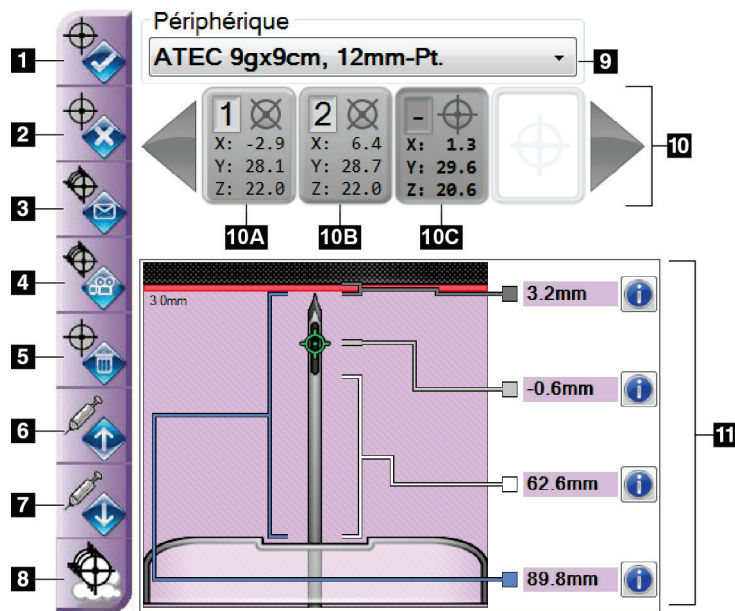 Périphérique
ATEC 9gx9cm, 12mm-Pt.
9
1
2
3
4
5
6
7
8
1
X: -2.9
Y: 28.1
Z: 22.0
2
X: 6.4
Y: 28.7
Z: 22.0
-
X: 1.3
Y: 29.6
Z: 20.6
10
10A
10B
10C
3.0mm
3.2mm
-0.6mm
62.6mm
89.8mm
11